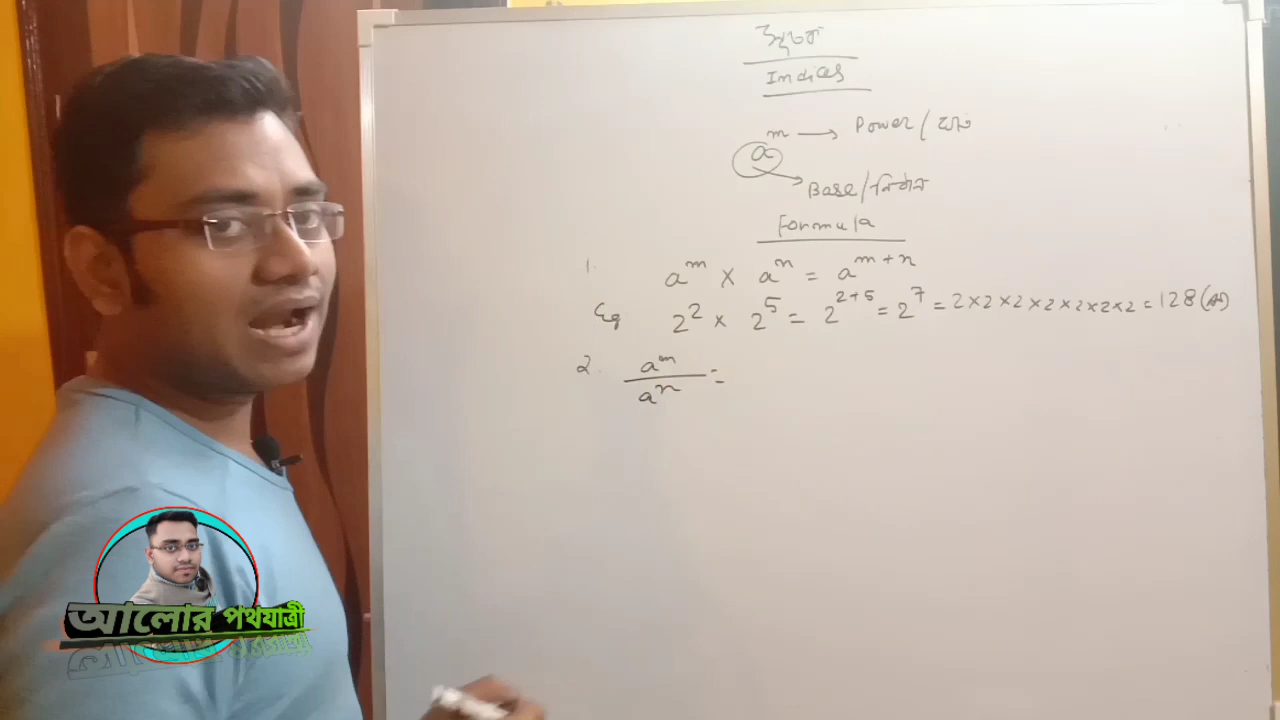 সূচক
Indices
a^m → Power/ঘাত
Base/নিধান
Formula
1. a^m × a^n = a^(m+n)
Eg 2^2 × 2^5 = 2^(2+5) = 2^7 = 2×2×2×2×2×2×2 = 128
2. a^m / a^n =
আলোর পথযাত্রী